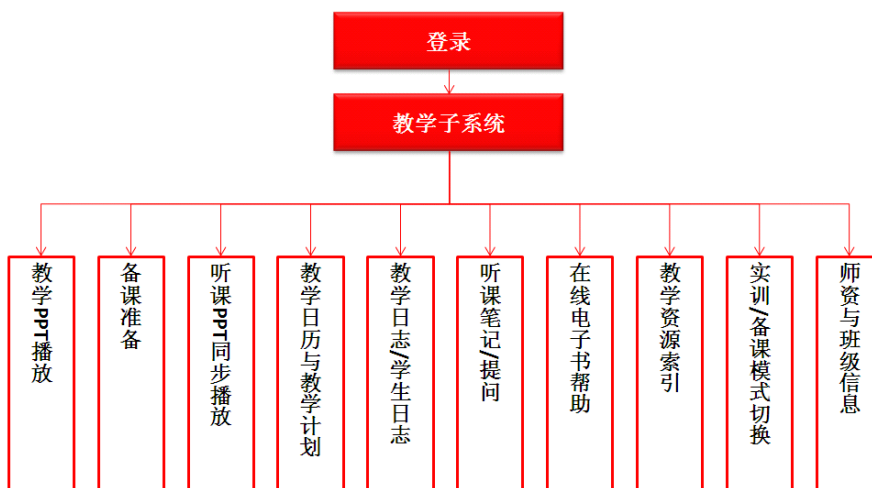 登录
教学子系统
教学PPT播放
备课准备
听课PPT同步播放
教学日历与教学计划
教学日志/学生日志
听课笔记/提问
在线电子书帮助
教学资源索引
实训/备课模式切换
师资与班级信息